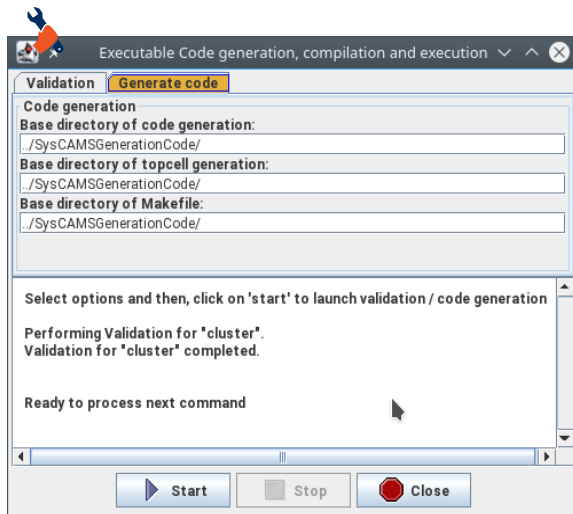 Executable Code generation, compilation and execution
Validation
Generate code
Code generation
Base directory of code generation:
../SysCAMSGenerationCode/
Base directory of topcell generation:
../SysCAMSGenerationCode/
Base directory of Makefile:
../SysCAMSGenerationCode/
Select options and then, click on 'start' to launch validation / code generation
Performing Validation for "cluster".
Validation for "cluster" completed.
Ready to process next command
Start
Stop
Close